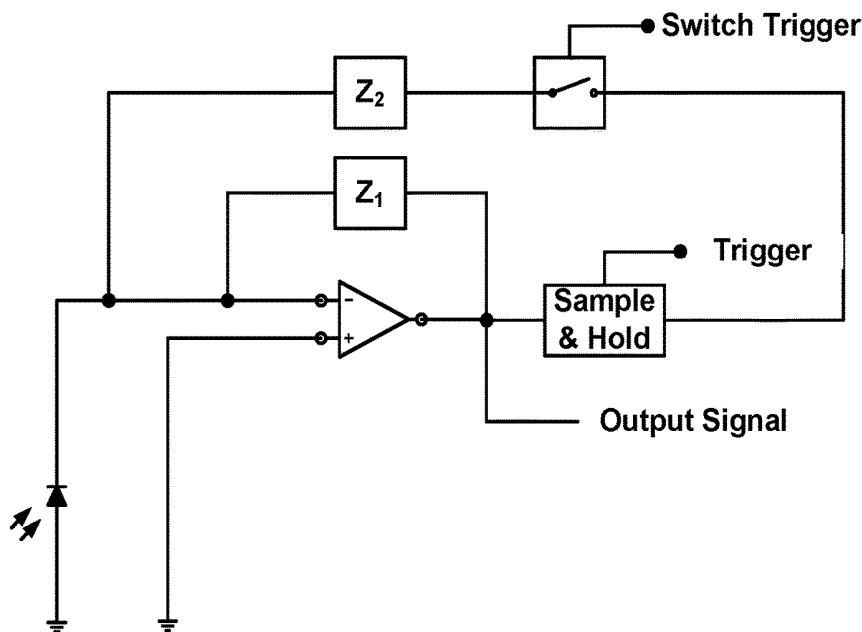 Switch Trigger
Z2
Z1
Trigger
Sample
& Hold
-
+
Output Signal